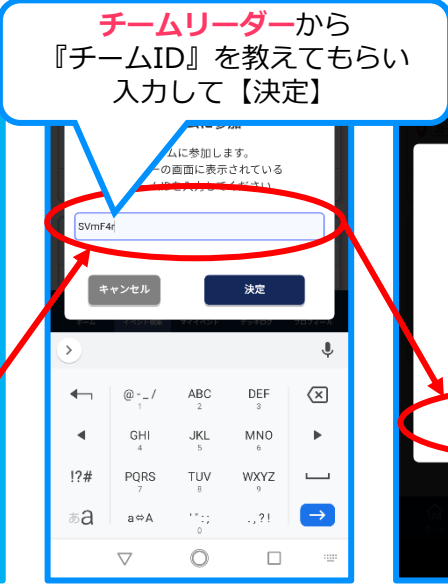 チームリーダーから
『チームID』を教えてもらい
入力して【決定】
ムに参加します。
の画面に表示されている
SVmF4r
キャンセル
決定
@-_/
1
ABC
2
DEF
3
GHI
4
JKL
5
MNO
6
!?#
PQRS
7
TUV
8
WXYZ
9
あa
a⇔A
'":;
0
.,?!